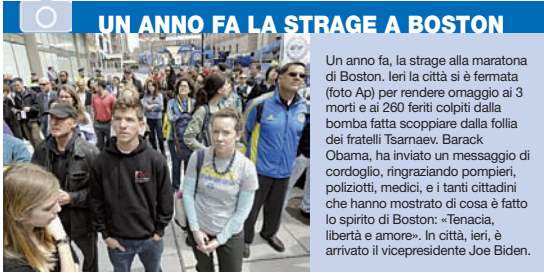 UN ANNO FA LA STRAGE A BOSTON
Un anno fa, la strage alla maratona
di Boston. Ieri la città si è fermata
(foto Ap) per rendere omaggio ai 3
morti e ai 260 feriti colpiti dalla
bomba fatta scoppiare dalla follia
dei fratelli Tsarnaev. Barack
Obama, ha inviato un messaggio di
cordoglio, ringraziando pompieri,
poliziotti, medici, e i tanti cittadini
che hanno mostrato di cosa è fatto
lo spirito di Boston: «Tenacia,
libertà e amore». In città, ieri, è
arrivato il vicepresidente Joe Biden.